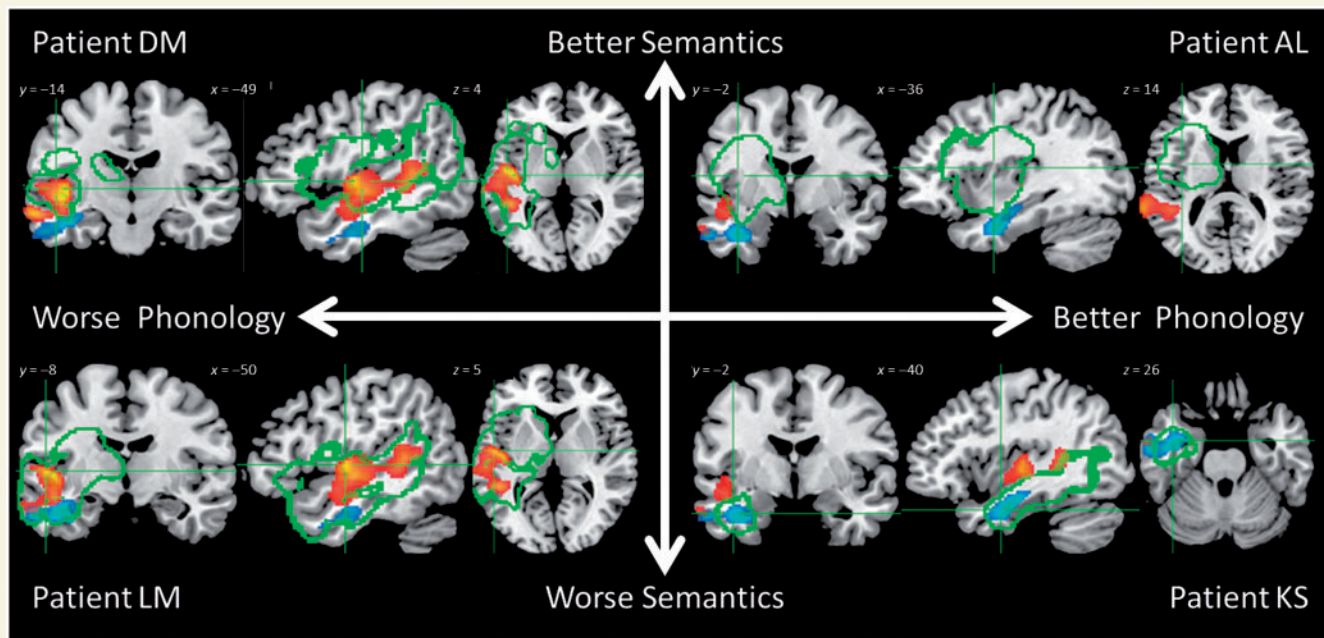 Patient DM
Better Semantics
Patient AL
y = −14
x = −49
z = 4
y = −2
x = −36
z = 14
Worse Phonology
Better Phonology
y = −8
x = −50
z = 5
y = −2
x = −40
z = 26
Patient LM
Worse Semantics
Patient KS